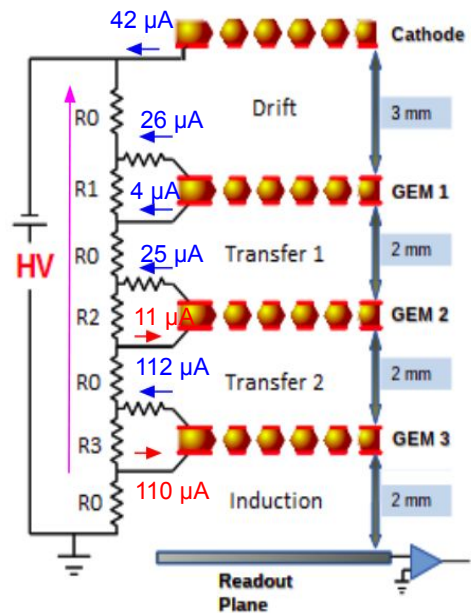 42 µA
Cathode
R0
Drift
3 mm
26 µA
R1
4 µA
GEM 1
HV
R0
25 µA
Transfer 1
2 mm
R2
11 µA
GEM 2
R0
112 µA
Transfer 2
2 mm
R3
GEM 3
R0
110 µA
Induction
2 mm
Readout
Plane